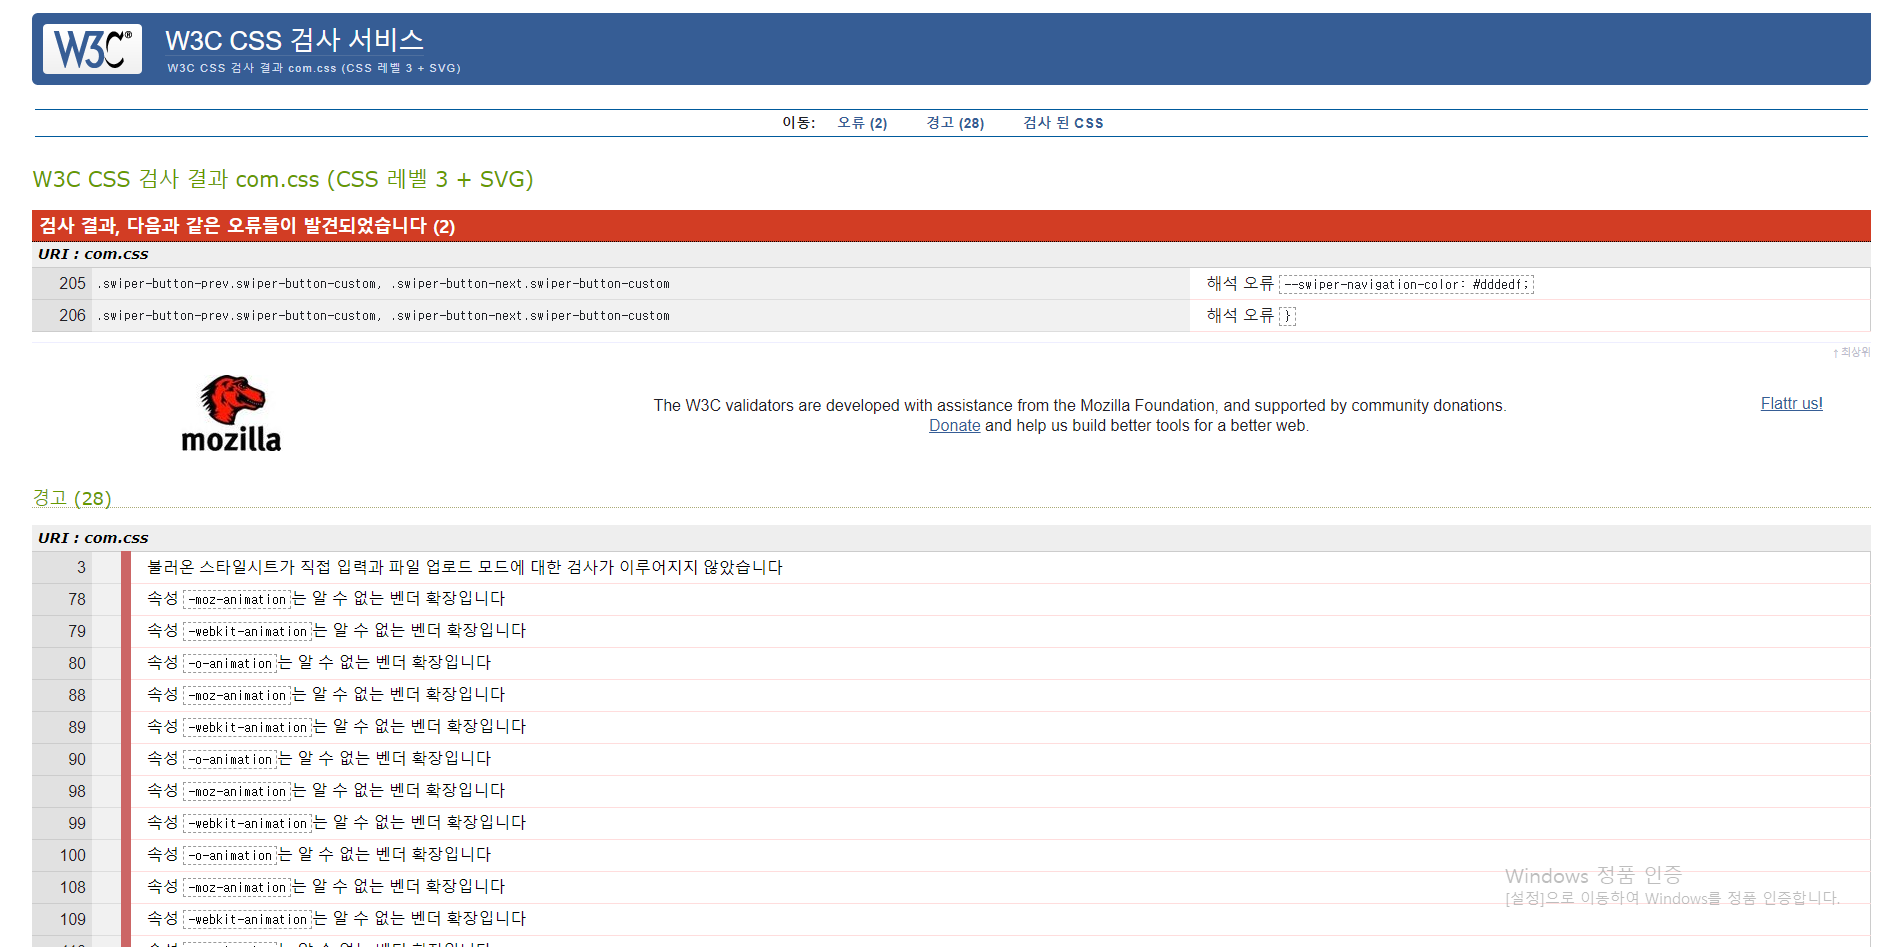 W3C®
W3C CSS 검사 서비스
W3C CSS 검사 결과 com.css (CSS 레벨 3 + SVG)
이동: 오류 (2) 경고 (28) 검사 된 CSS
W3C CSS 검사 결과 com.css (CSS 레벨 3 + SVG)
검사 결과, 다음과 같은 오류들이 발견되었습니다 (2)
URI : com.css
205 .swiper-button-prev.swiper-button-custom, .swiper-button-next.swiper-button-custom 해석 오류 --swiper-navigation-color: #dddedf;
206 .swiper-button-prev.swiper-button-custom, .swiper-button-next.swiper-button-custom 해석 오류 }
↑ 최상위
mozilla
The W3C validators are developed with assistance from the Mozilla Foundation, and supported by community donations.
Donate and help us build better tools for a better web.
Flattr us!
경고 (28)
URI : com.css
3 불러온 스타일시트가 직접 입력과 파일 업로드 모드에 대한 검사가 이루어지지 않았습니다
78 속성 -moz-animation는 알 수 없는 벤더 확장입니다
79 속성 -webkit-animation는 알 수 없는 벤더 확장입니다
80 속성 -o-animation는 알 수 없는 벤더 확장입니다
88 속성 -moz-animation는 알 수 없는 벤더 확장입니다
89 속성 -webkit-animation는 알 수 없는 벤더 확장입니다
90 속성 -o-animation는 알 수 없는 벤더 확장입니다
98 속성 -moz-animation는 알 수 없는 벤더 확장입니다
99 속성 -webkit-animation는 알 수 없는 벤더 확장입니다
100 속성 -o-animation는 알 수 없는 벤더 확장입니다
108 속성 -moz-animation는 알 수 없는 벤더 확장입니다
109 속성 -webkit-animation는 알 수 없는 벤더 확장입니다
Windows 정품 인증
[설정]으로 이동하여 Windows를 정품 인증합니다.